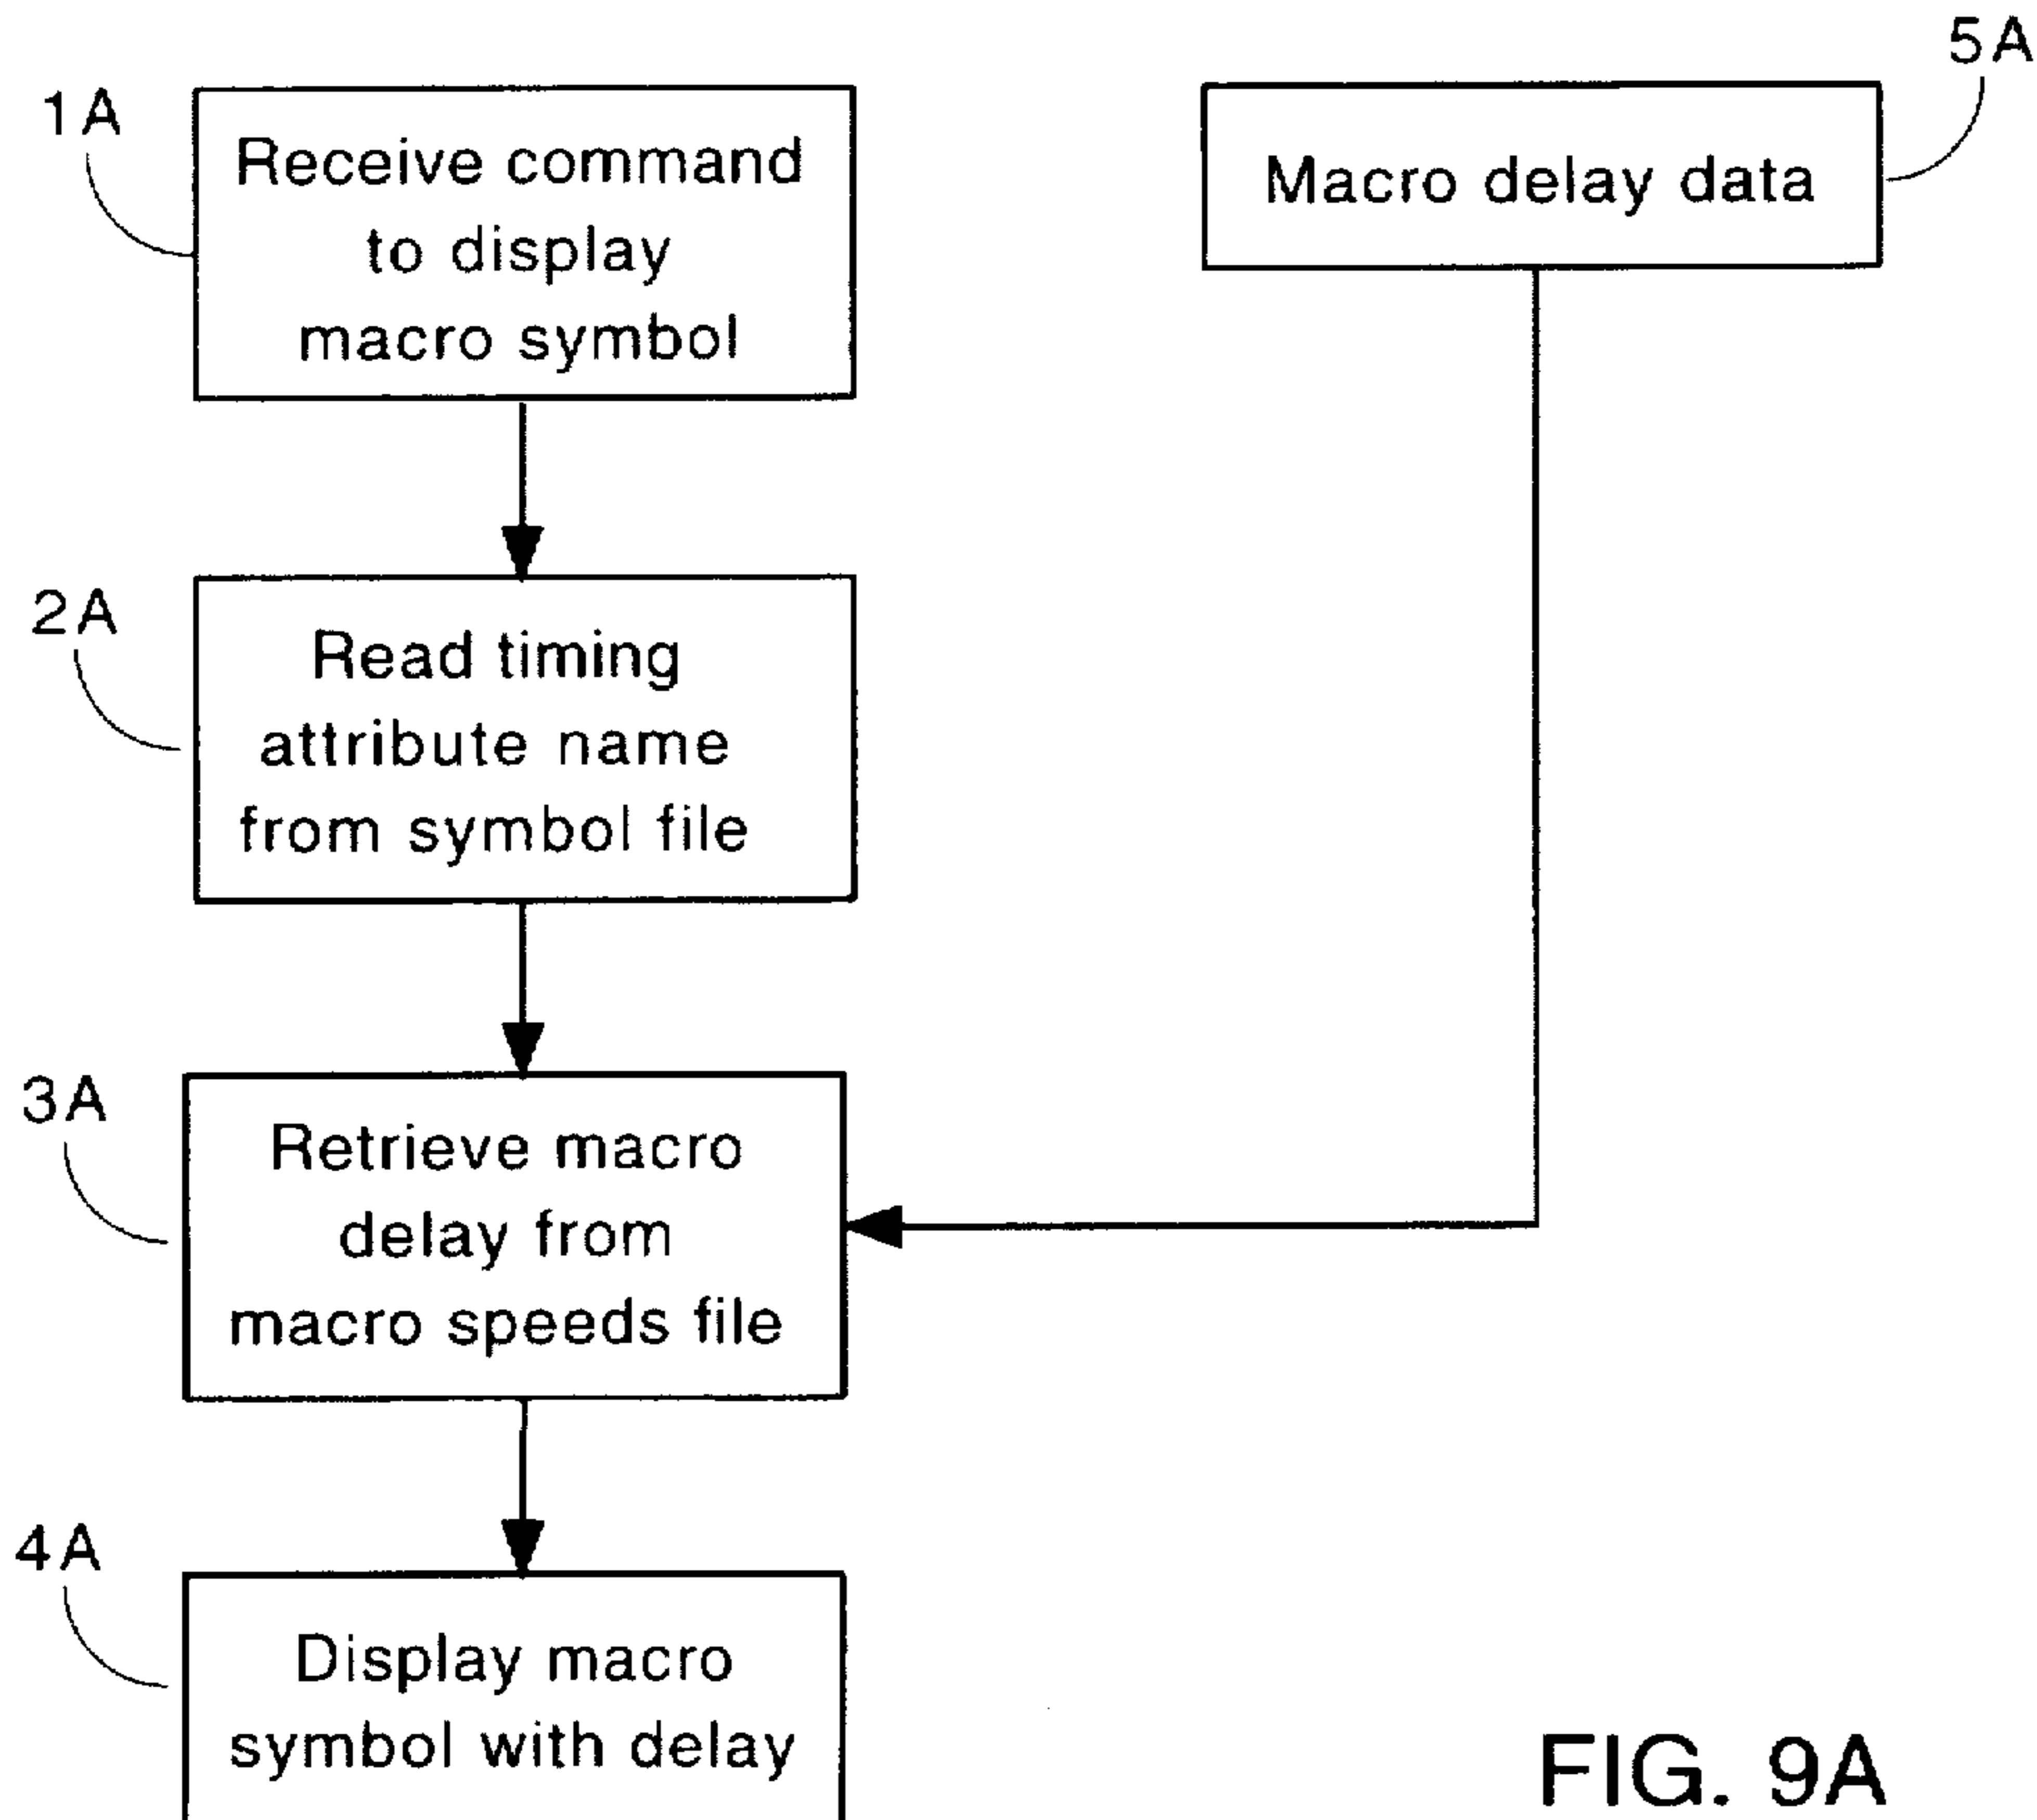 1A
Receive command
to display
macro symbol
5A
Macro delay data
2A
Read timing
attribute name
from symbol file
3A
Retrieve macro
delay from
macro speeds file
4A
Display macro
symbol with delay
FIG. 9A